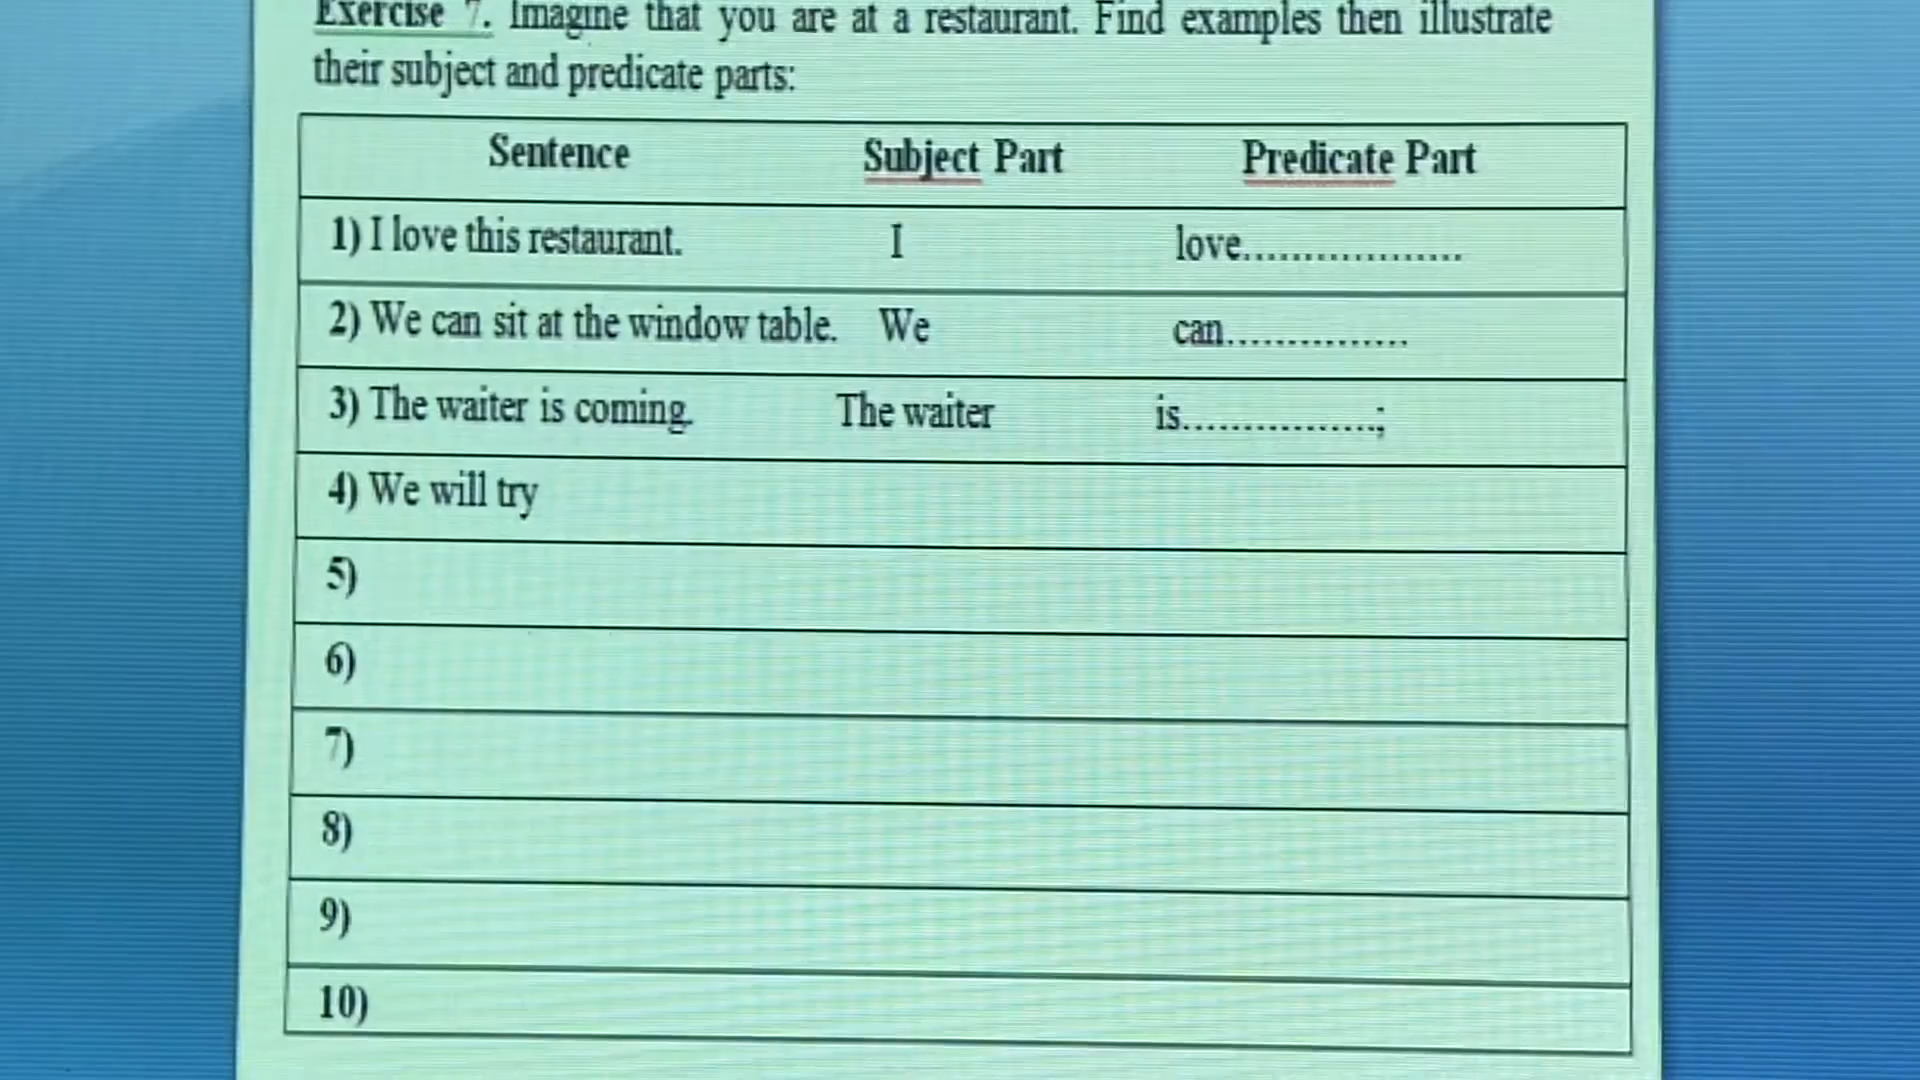 Exercise 7. Imagine that you are at a restaurant. Find examples then illustrate
their subject and predicate parts:
Sentence Subject Part Predicate Part
1) I love this restaurant. I love..................
2) We can sit at the window table. We can...............
3) The waiter is coming. The waiter is................;
4) We will try
5)
6)
7)
8)
9)
10)